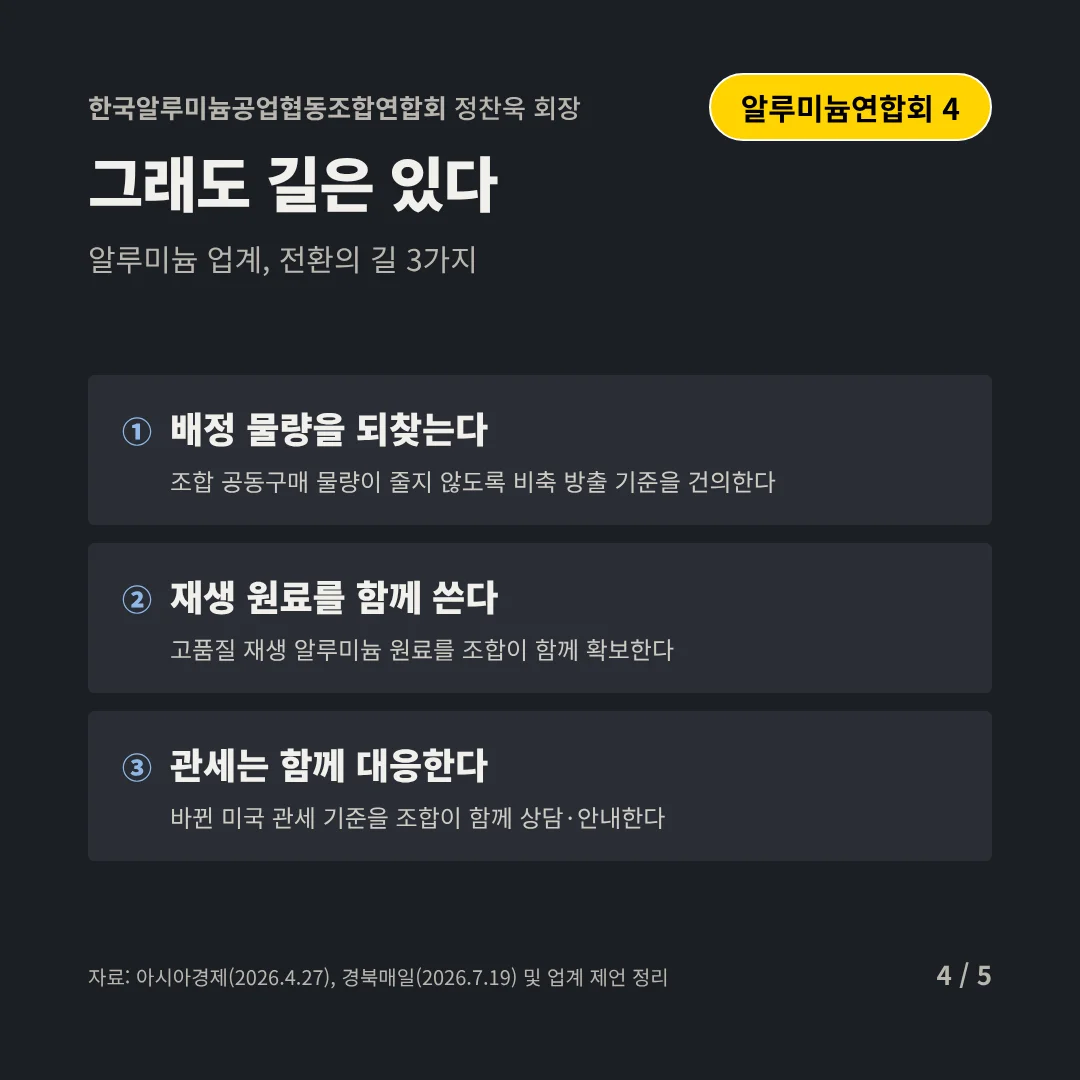 한국알루미늄공업협동조합연합회 정찬욱 회장
알루미늄연합회 4
그래도 길은 있다
알루미늄 업계, 전환의 길 3가지
① 배정 물량을 되찾는다
조합 공동구매 물량이 줄지 않도록 비축 방출 기준을 건의한다
② 재생 원료를 함께 쓴다
고품질 재생 알루미늄 원료를 조합이 함께 확보한다
③ 관세는 함께 대응한다
바뀐 미국 관세 기준을 조합이 함께 상담·안내한다
자료: 아시아경제(2026.4.27), 경북매일(2026.7.19) 및 업계 제언 정리
4 / 5